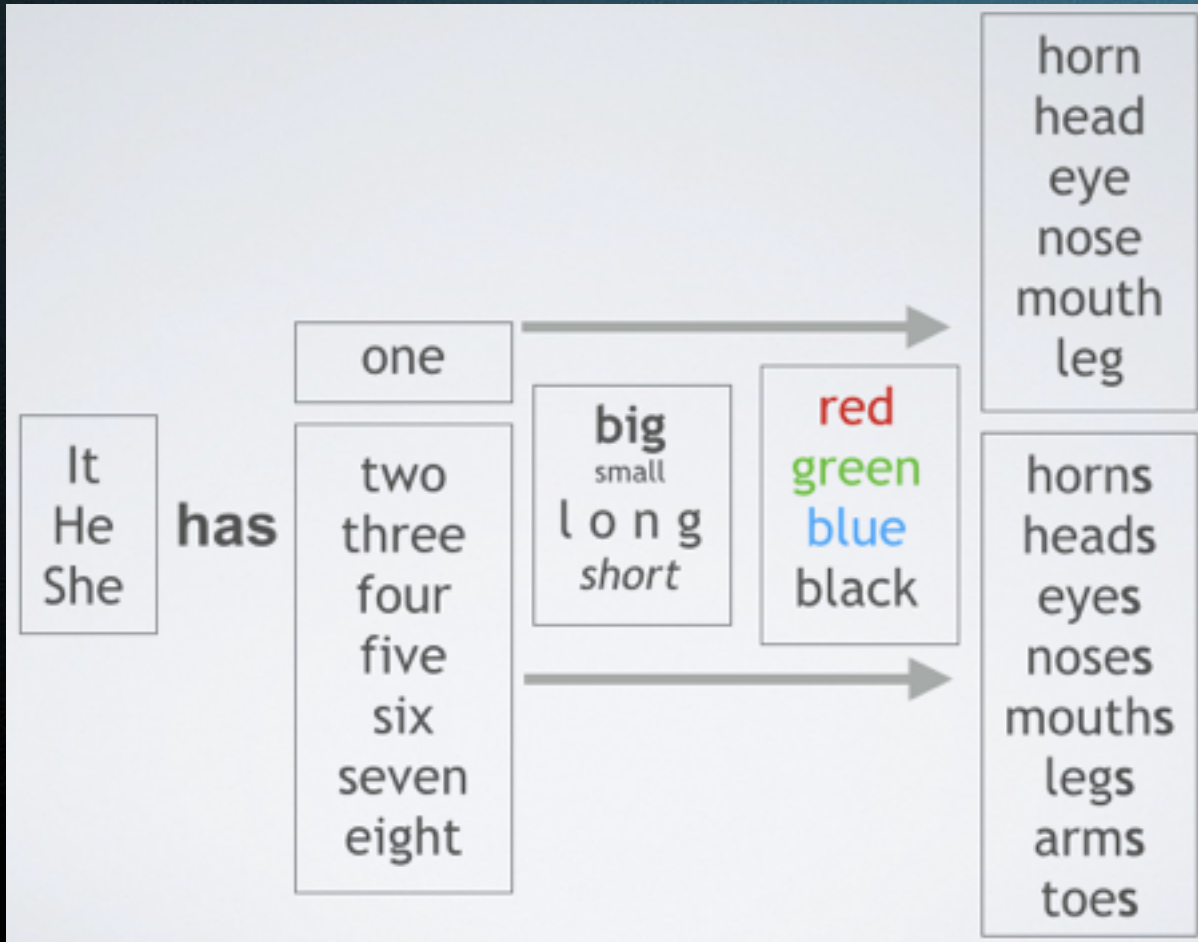 It
He
She
has
one
two
three
four
five
six
seven
eight
big
small
long
short
red
green
blue
black
horn
head
eye
nose
mouth
leg
horns
heads
eyes
noses
mouths
legs
arms
toes